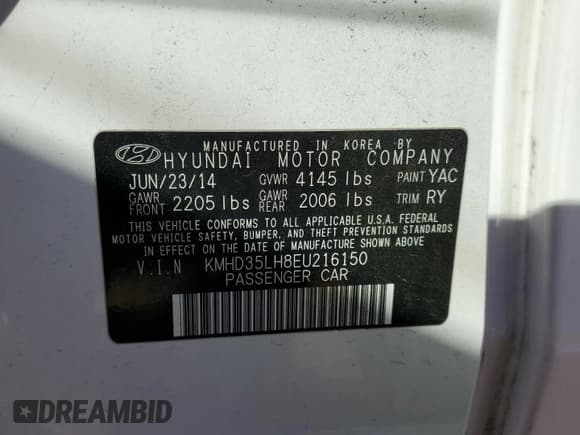 MANUFACTURED IN KOREA BY
HYUNDAI MOTOR COMPANY
JUN/23/14 GVWR 4145 lbs PAINT YAC
GAWR FRONT 2205 lbs GAWR REAR 2006 lbs TRIM RY
THIS VEHICLE CONFORMS TO ALL APPLICABLE U.S.A. FEDERAL
MOTOR VEHICLE SAFETY, BUMPER, AND THEFT PREVENTION STANDARDS
IN EFFECT ON THE DATE OF MANUFACTURE SHOWN ABOVE.
V.I.N KMHD35LH8EU216150
PASSENGER CAR
DREAMBID